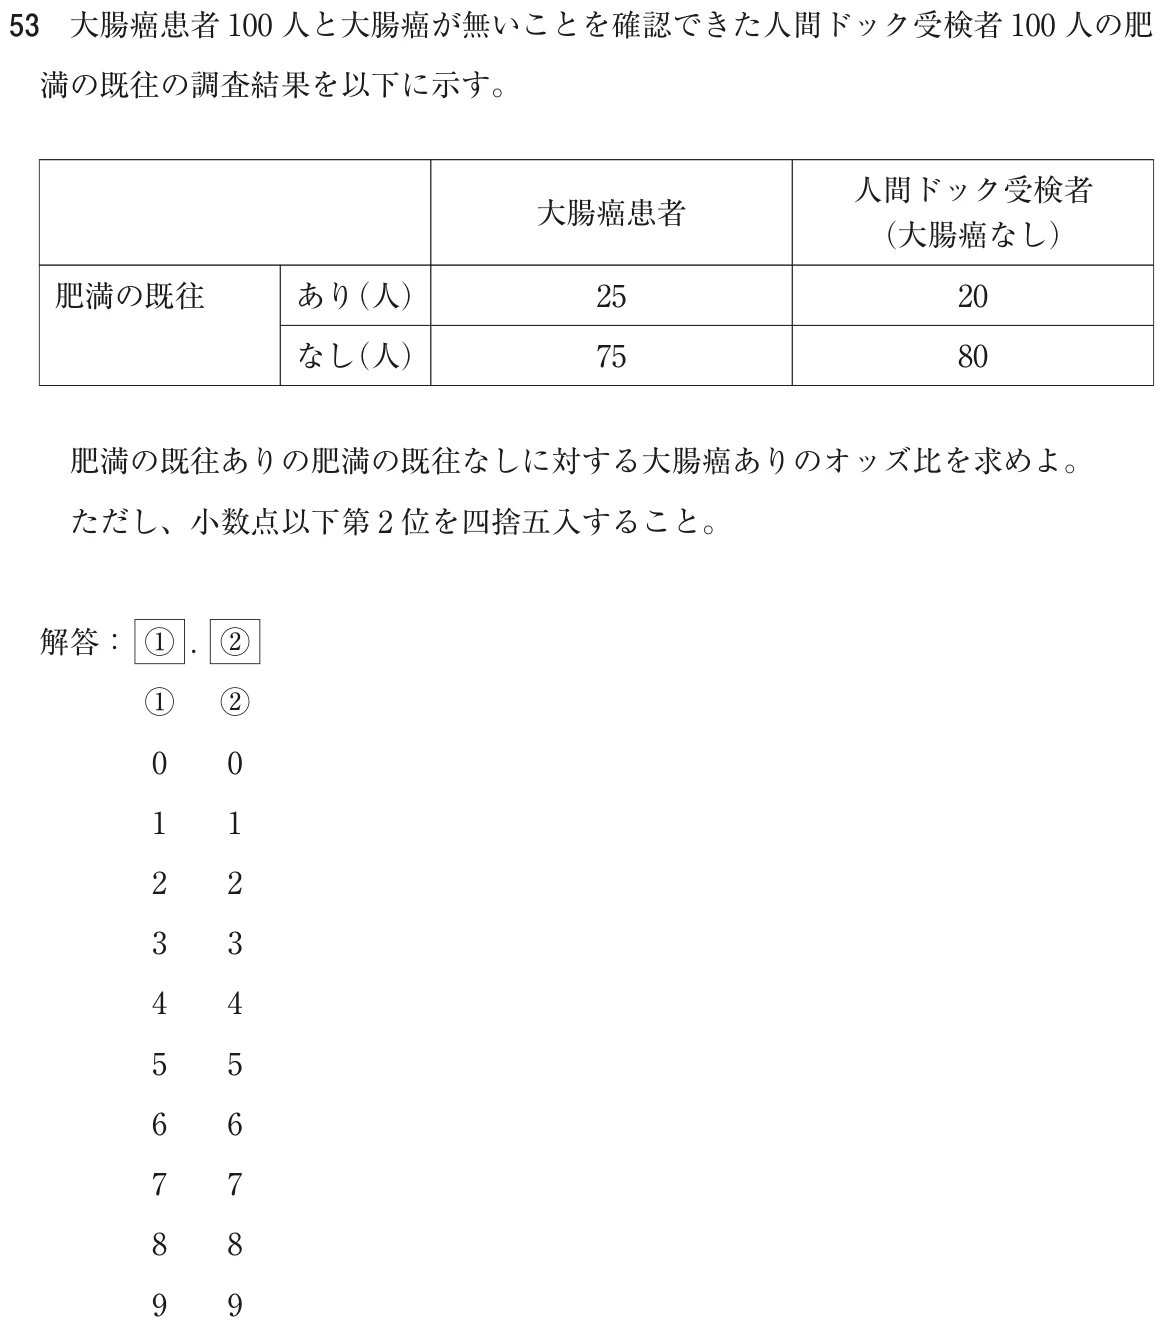 53 大腸癌患者 100 人と大腸癌が無いことを確認できた人間ドック受検者 100 人の肥
満の既往の調査結果を以下に示す。
大腸癌患者
人間ドック受検者
（大腸癌なし）
肥満の既往 あり（人） 25 20
なし（人） 75 80
肥満の既往ありの肥満の既往なしに対する大腸癌ありのオッズ比を求めよ。
ただし、小数点以下第２位を四捨五入すること。
解答：① . ②
① ②
0 0
1 1
2 2
3 3
4 4
5 5
6 6
7 7
8 8
9 9